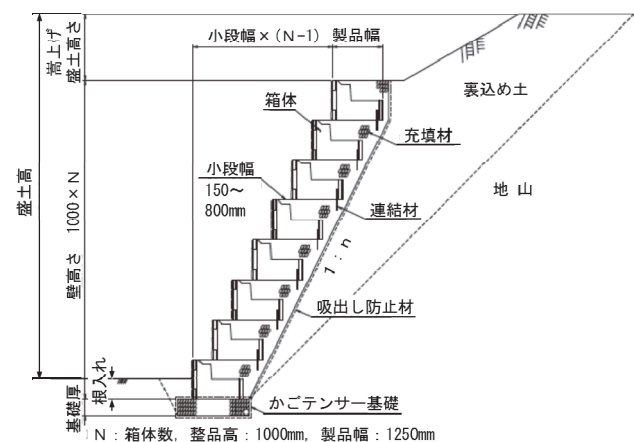 嵩上げ
盛土高さ
小段幅×(N-1)
製品幅
裏込め土
箱体
充填材
小段幅
150～
800mm
連結材
地山
盛土高
壁高さ 1000×N
1:n
吸出し防止材
根入れ
基礎厚
かごテンサー基礎
N:箱体数, 整品高:1000mm, 製品幅:1250mm